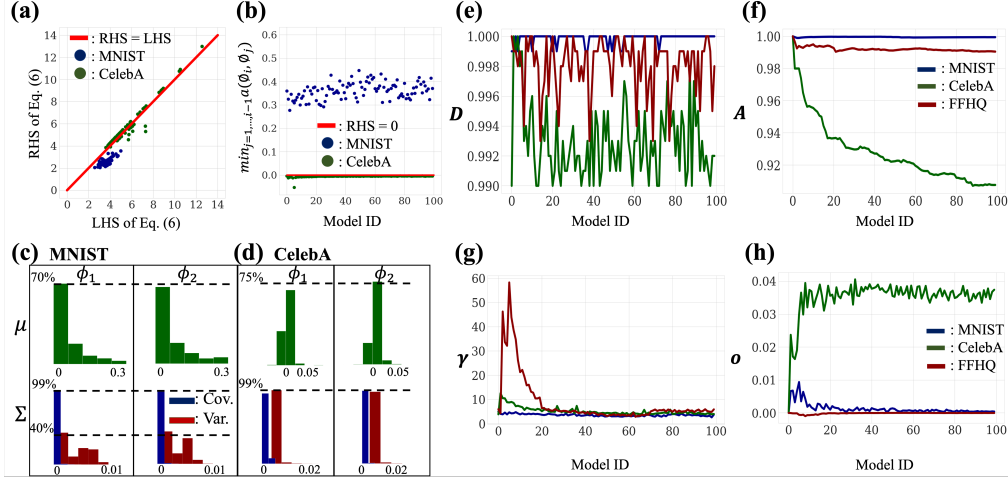 (a)
14
12
10
8
6
4
2
0
RHS of Eq. (6)
: RHS = LHS
: MNIST
: CelebA
0 2 4 6 8 10 12 14
LHS of Eq. (6)
(b)
0.6
0.5
0.4
0.3
0.2
0.1
0.0
min_{j=1,…,i−1} α(ϕ_i, ϕ_j)
: RHS = 0
: MNIST
: CelebA
0 20 40 60 80 100
Model ID
(e)
1.000
0.998
0.996
0.994
0.992
0.990
D
0 20 40 60 80 100
Model ID
(f)
1.00
0.98
0.96
0.94
0.92
A
: MNIST
: CelebA
: FFHQ
0 20 40 60 80 100
Model ID
(c) MNIST
ϕ₁ ϕ₂
70%
μ
0 0.3 0 0.3
99%
: Cov.
: Var.
Σ
40%
0 0.01 0 0.01
(d) CelebA
ϕ₁ ϕ₂
75%
0 0.05 0 0.05
99%
0 0.02 0 0.02
(g)
60
50
40
30
20
10
0
γ
0 20 40 60 80 100
Model ID
(h)
0.04
0.03
0.02
0.01
0.00
o
: MNIST
: CelebA
: FFHQ
0 20 40 60 80 100
Model ID